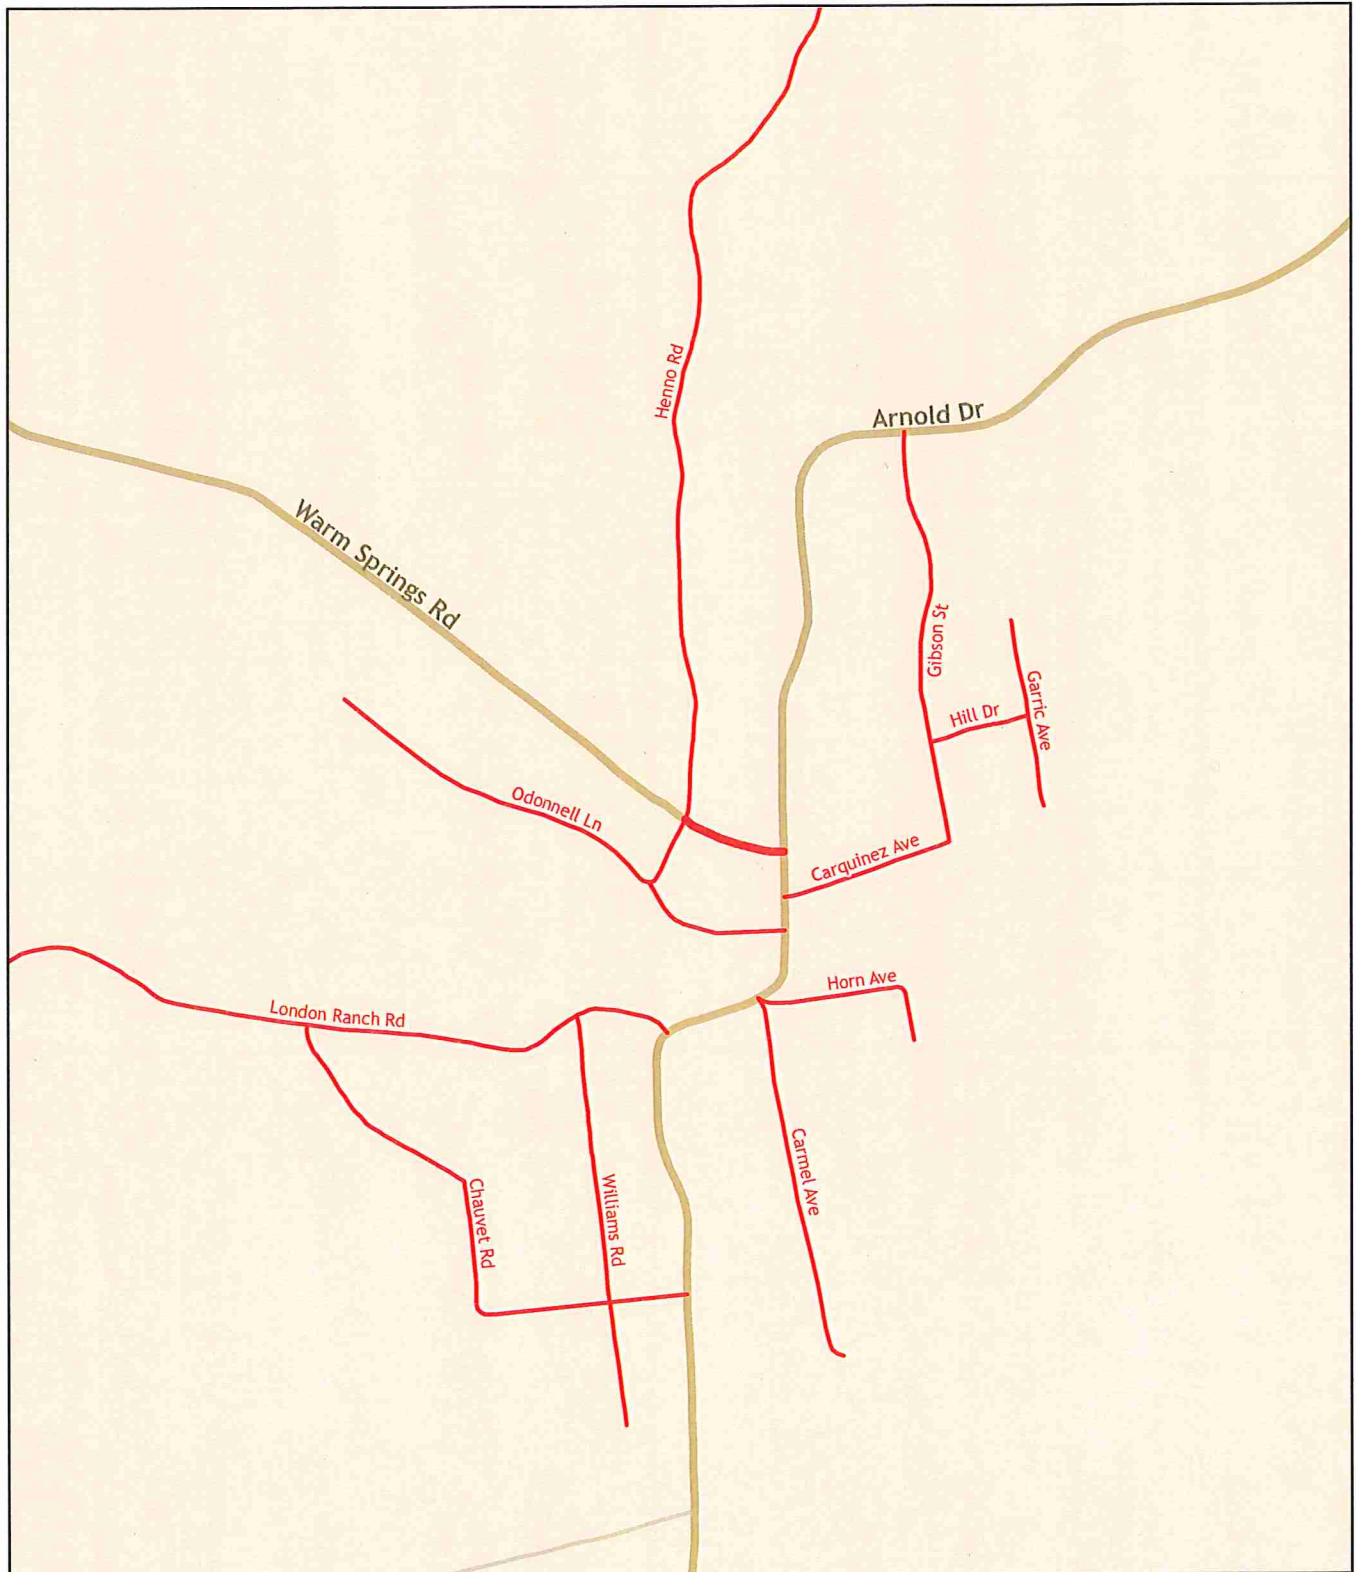 Henno Rd
Arnold Dr
Warm Springs Rd
Gibson St
Garric Ave
Hill Dr
Odonnell Ln
Carquinez Ave
Horn Ave
London Ranch Rd
Carmel Ave
Williams Rd
Chauvet Rd